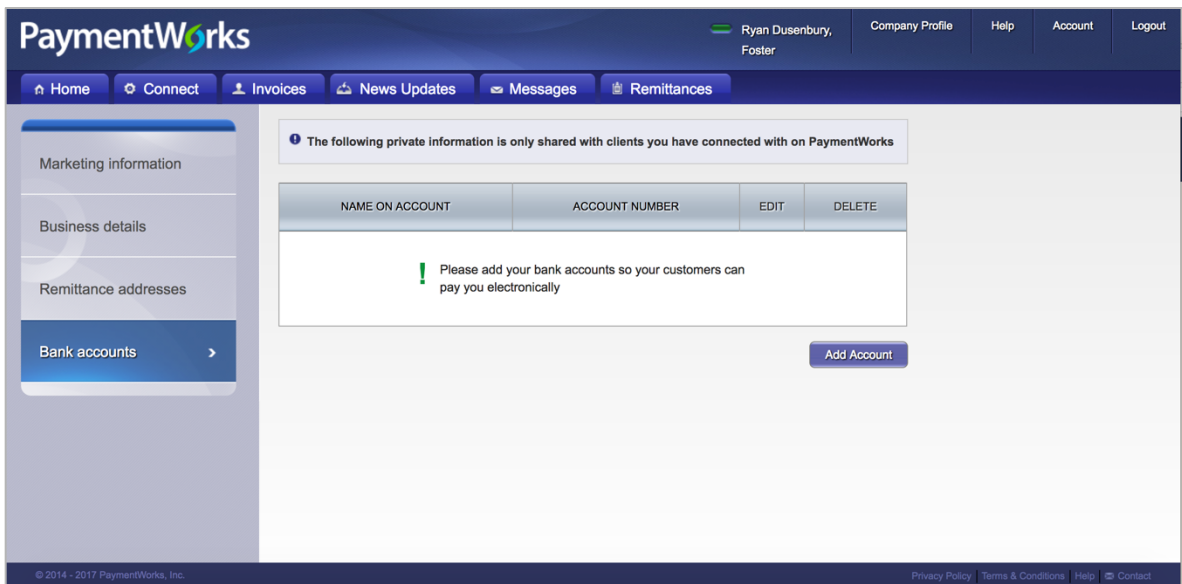 PaymentWorks
Ryan Dusenbury,
Foster
Company Profile
Help
Account
Logout
Home
Connect
Invoices
News Updates
Messages
Remittances
Marketing information
Business details
Remittance addresses
Bank accounts
The following private information is only shared with clients you have connected with on PaymentWorks
NAME ON ACCOUNT
ACCOUNT NUMBER
EDIT
DELETE
Please add your bank accounts so your customers can
pay you electronically
Add Account
© 2014 - 2017 PaymentWorks, Inc.
Privacy Policy
Terms & Conditions
Help
Contact